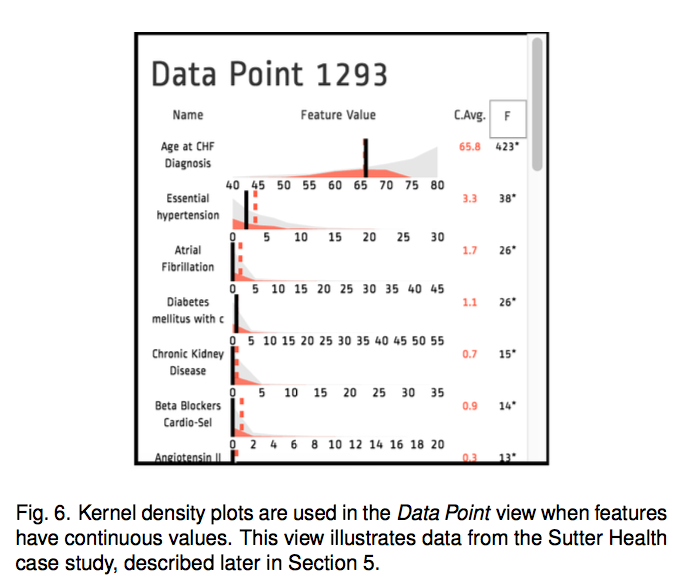 Data Point 1293
Name Feature Value C.Avg. F
Age at CHF
Diagnosis
65.8 423*
40 45 50 55 60 65 70 75 80
Essential
hypertension
3.3 38*
0 5 10 15 20 25 30
Atrial
Fibrillation
1.7 26*
0 5 10 15 20 25 30 35 40 45
Diabetes
mellitus with c
1.1 26*
0 5 10 15 20 25 30 35 40 45 50 55
Chronic Kidney
Disease
0.7 15*
0 5 10 15 20 25 30 35
Beta Blockers
Cardio-Sel
0.9 14*
0 2 4 6 8 10 12 14 16 18 20
Angiotensin II 0.3 13*
Fig. 6. Kernel density plots are used in the Data Point view when features
have continuous values. This view illustrates data from the Sutter Health
case study, described later in Section 5.